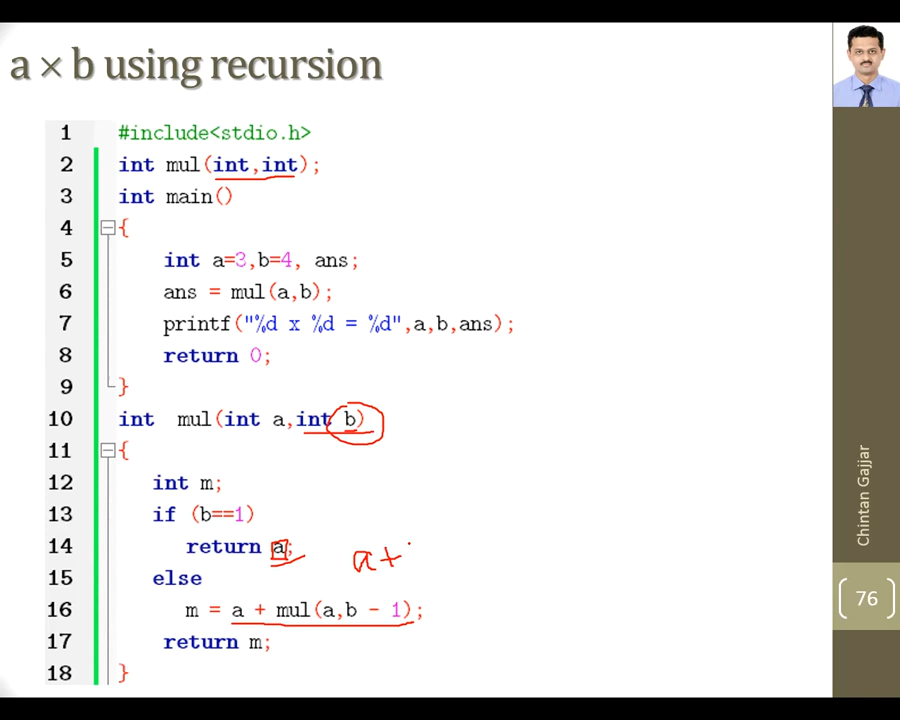 a × b using recursion
1 #include<stdio.h>
2 int mul(int,int);
3 int main()
4 {
5 int a=3,b=4, ans;
6 ans = mul(a,b);
7 printf("%d x %d = %d",a,b,ans);
8 return 0;
9 }
10 int mul(int a,int b)
11 {
12 int m;
13 if (b==1)
14 return a; a+
15 else
16 m = a + mul(a,b - 1);
17 return m;
18 }
Chintan Gajjar
76